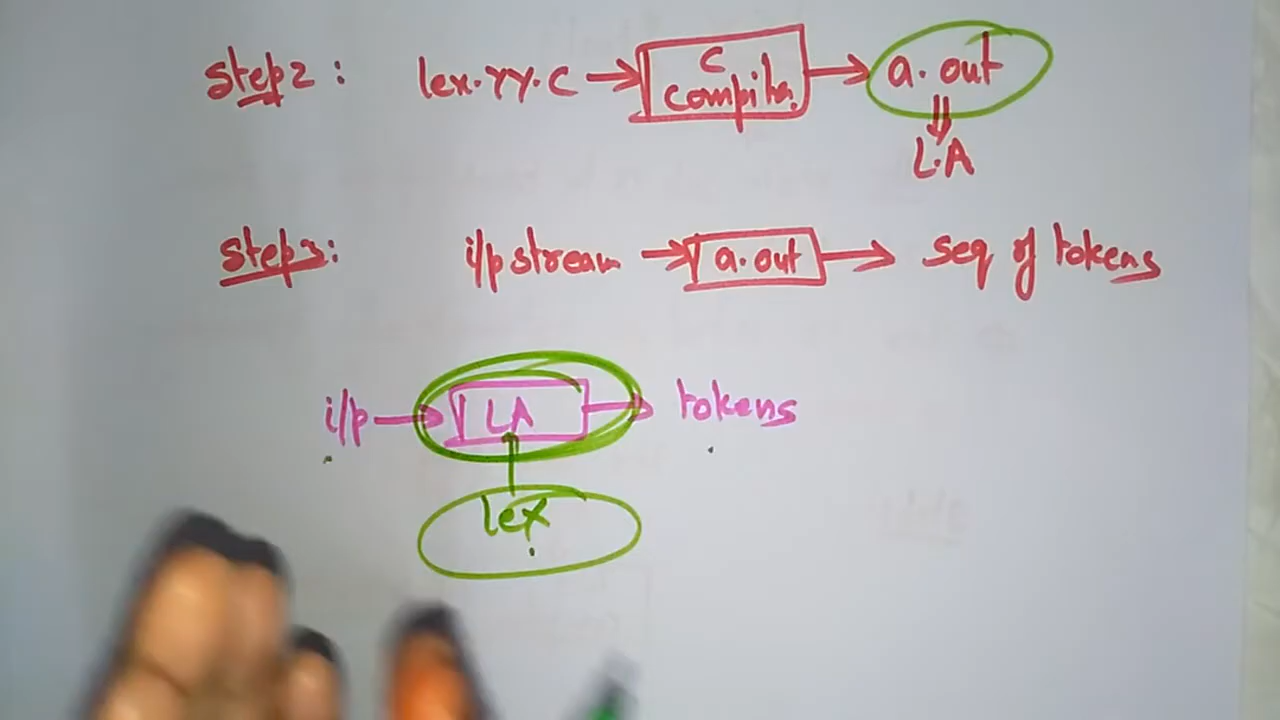 Step2 : lex.yy.c → C compiler → a.out
L.A
Step3: i/p stream → a.out → seq of tokens
i/p → LA → tokens
lex